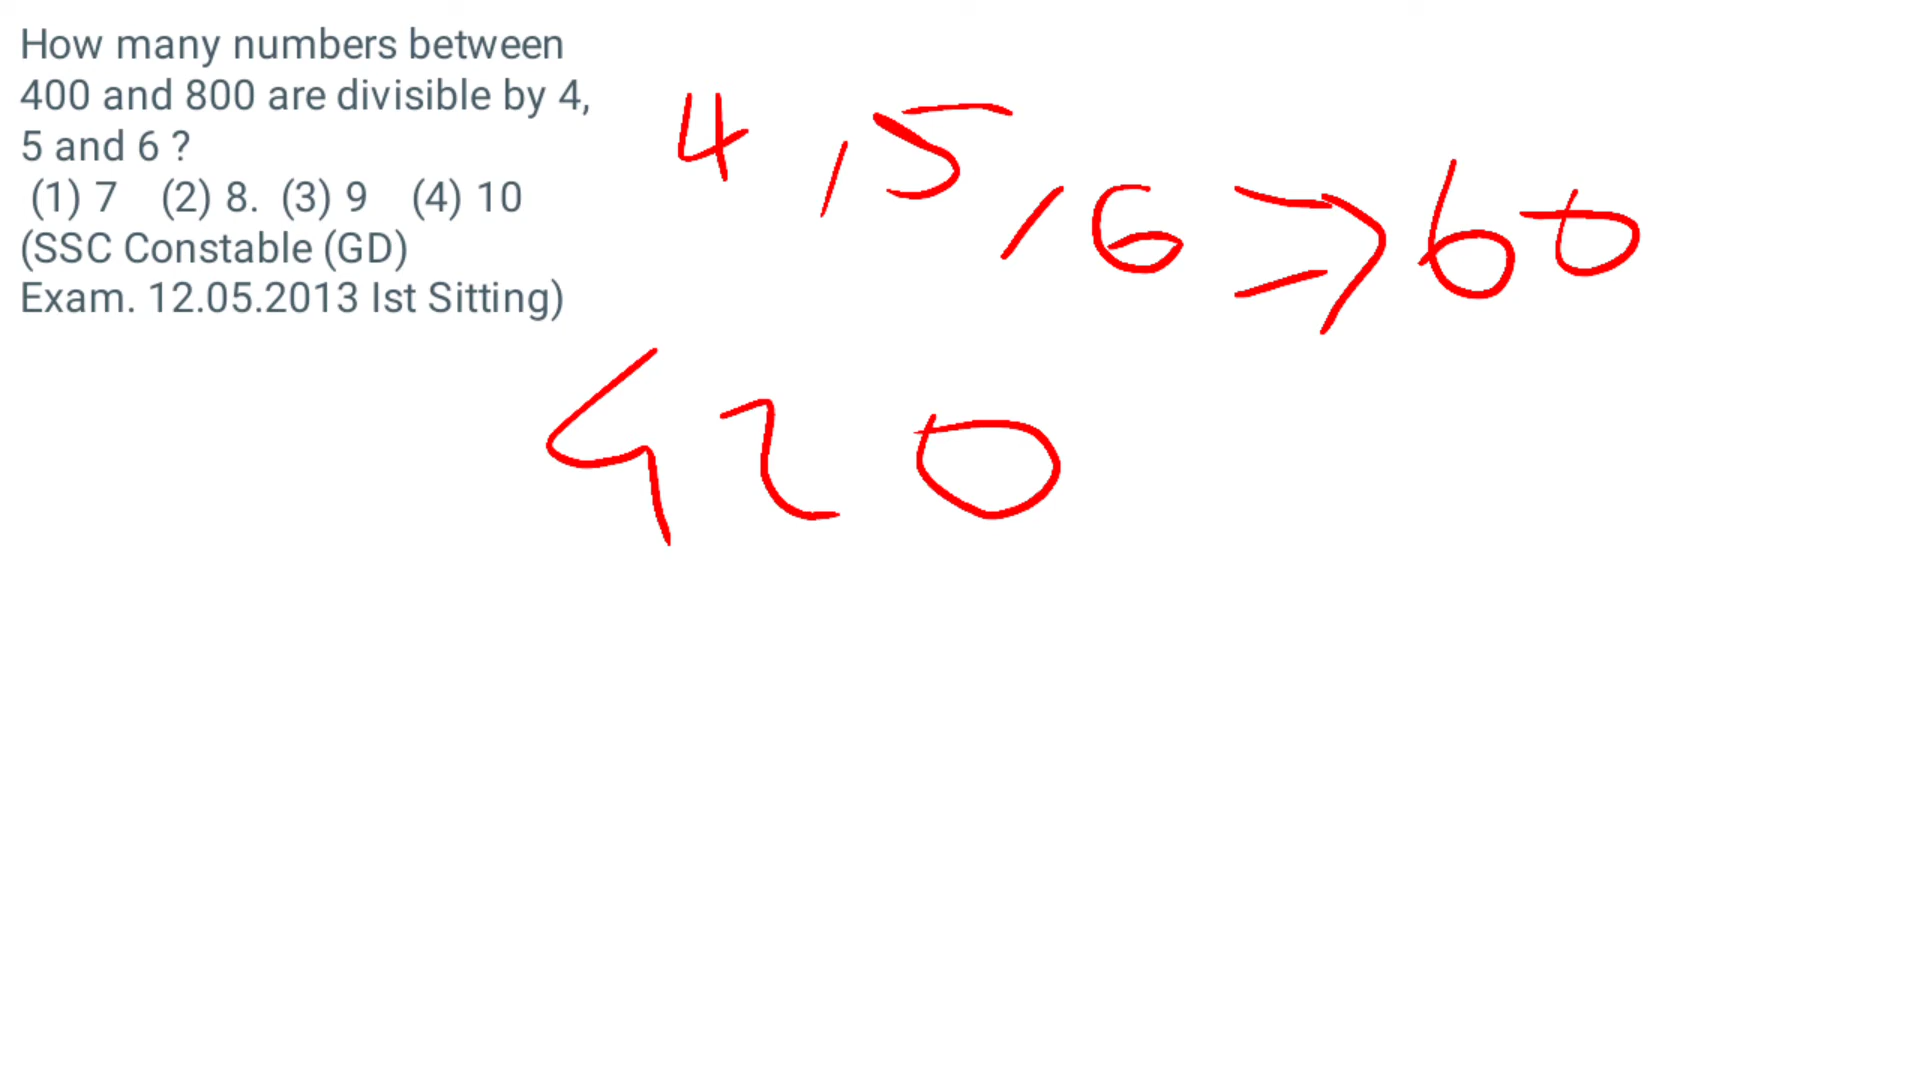 How many numbers between
400 and 800 are divisible by 4,
5 and 6 ?
(1) 7 (2) 8. (3) 9 (4) 10
(SSC Constable (GD)
Exam. 12.05.2013 Ist Sitting)
4 , 5 , 6 ⇒ 60
420